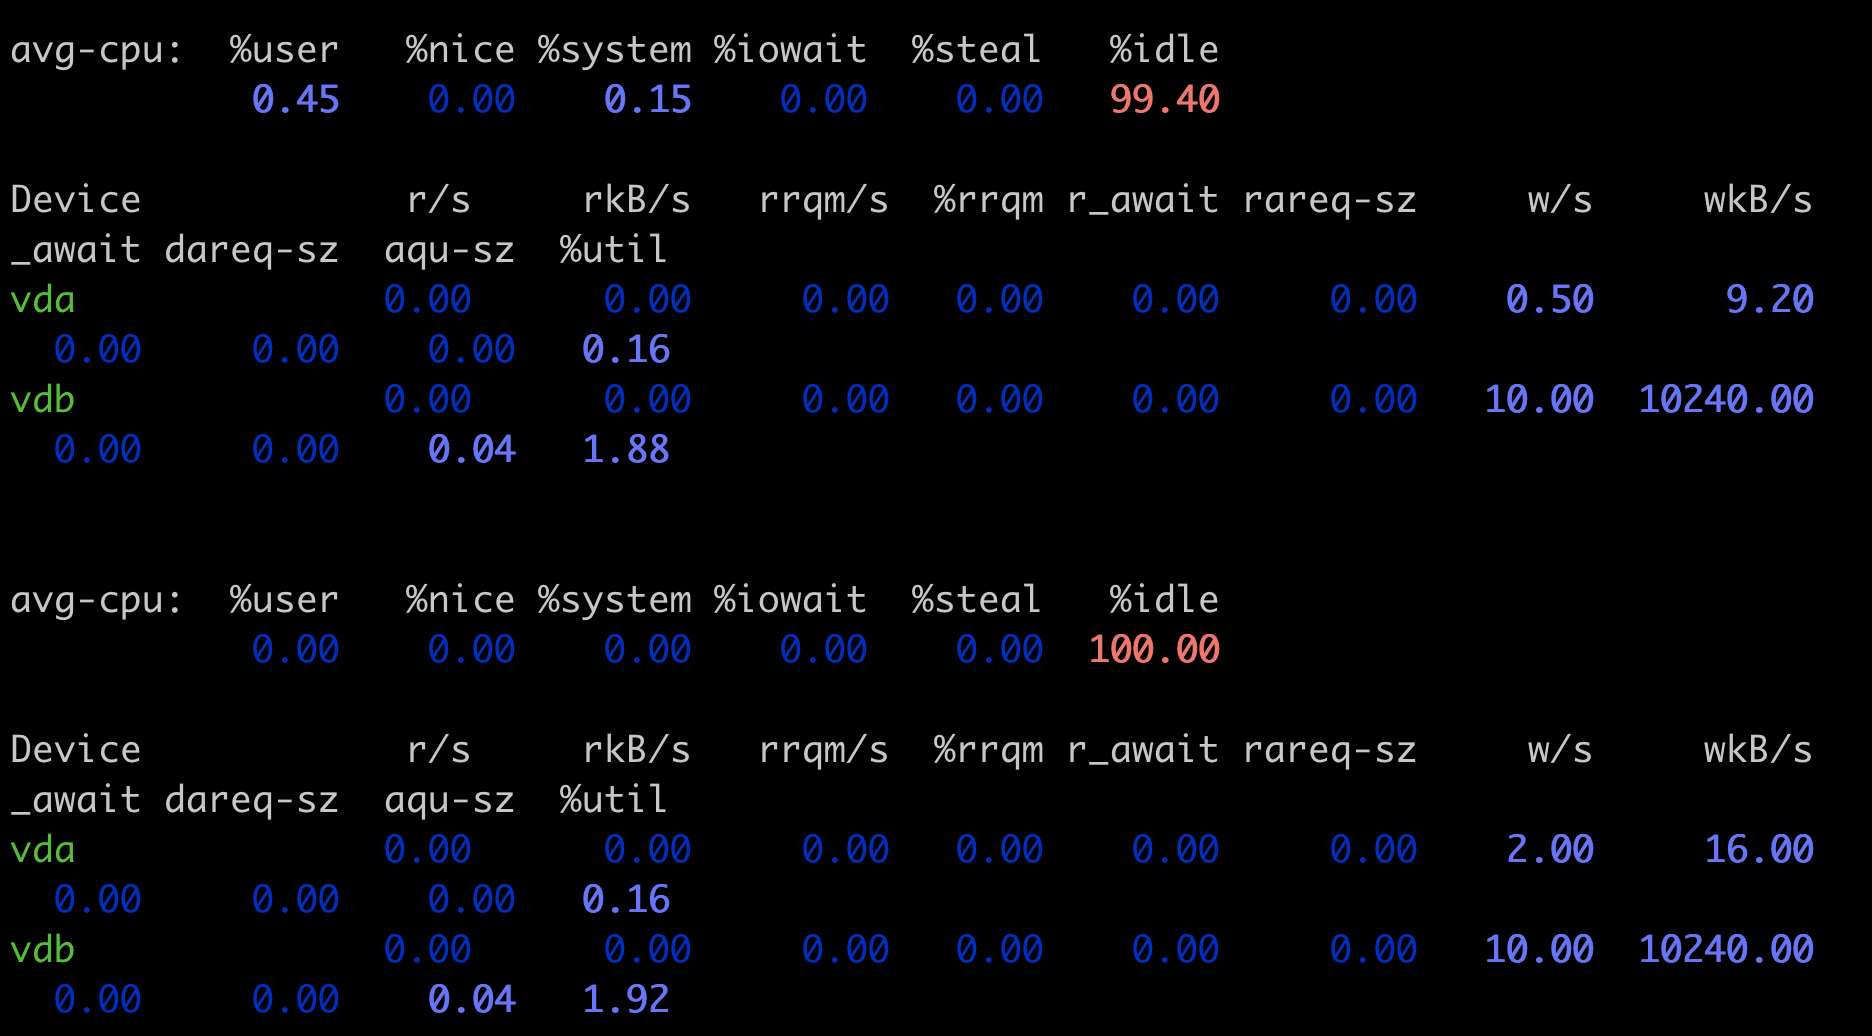 avg-cpu:  %user   %nice %system %iowait  %steal   %idle
           0.45    0.00    0.15    0.00    0.00   99.40
Device            r/s     rkB/s   rrqm/s  %rrqm r_await rareq-sz     w/s     wkB/s
_await dareq-sz  aqu-sz  %util
vda              0.00      0.00     0.00   0.00    0.00     0.00    0.50      9.20
  0.00     0.00    0.00   0.16
vdb              0.00      0.00     0.00   0.00    0.00     0.00   10.00  10240.00
  0.00     0.00    0.04   1.88
avg-cpu:  %user   %nice %system %iowait  %steal   %idle
           0.00    0.00    0.00    0.00    0.00  100.00
Device            r/s     rkB/s   rrqm/s  %rrqm r_await rareq-sz     w/s     wkB/s
_await dareq-sz  aqu-sz  %util
vda              0.00      0.00     0.00   0.00    0.00     0.00    2.00     16.00
  0.00     0.00    0.00   0.16
vdb              0.00      0.00     0.00   0.00    0.00     0.00   10.00  10240.00
  0.00     0.00    0.04   1.92